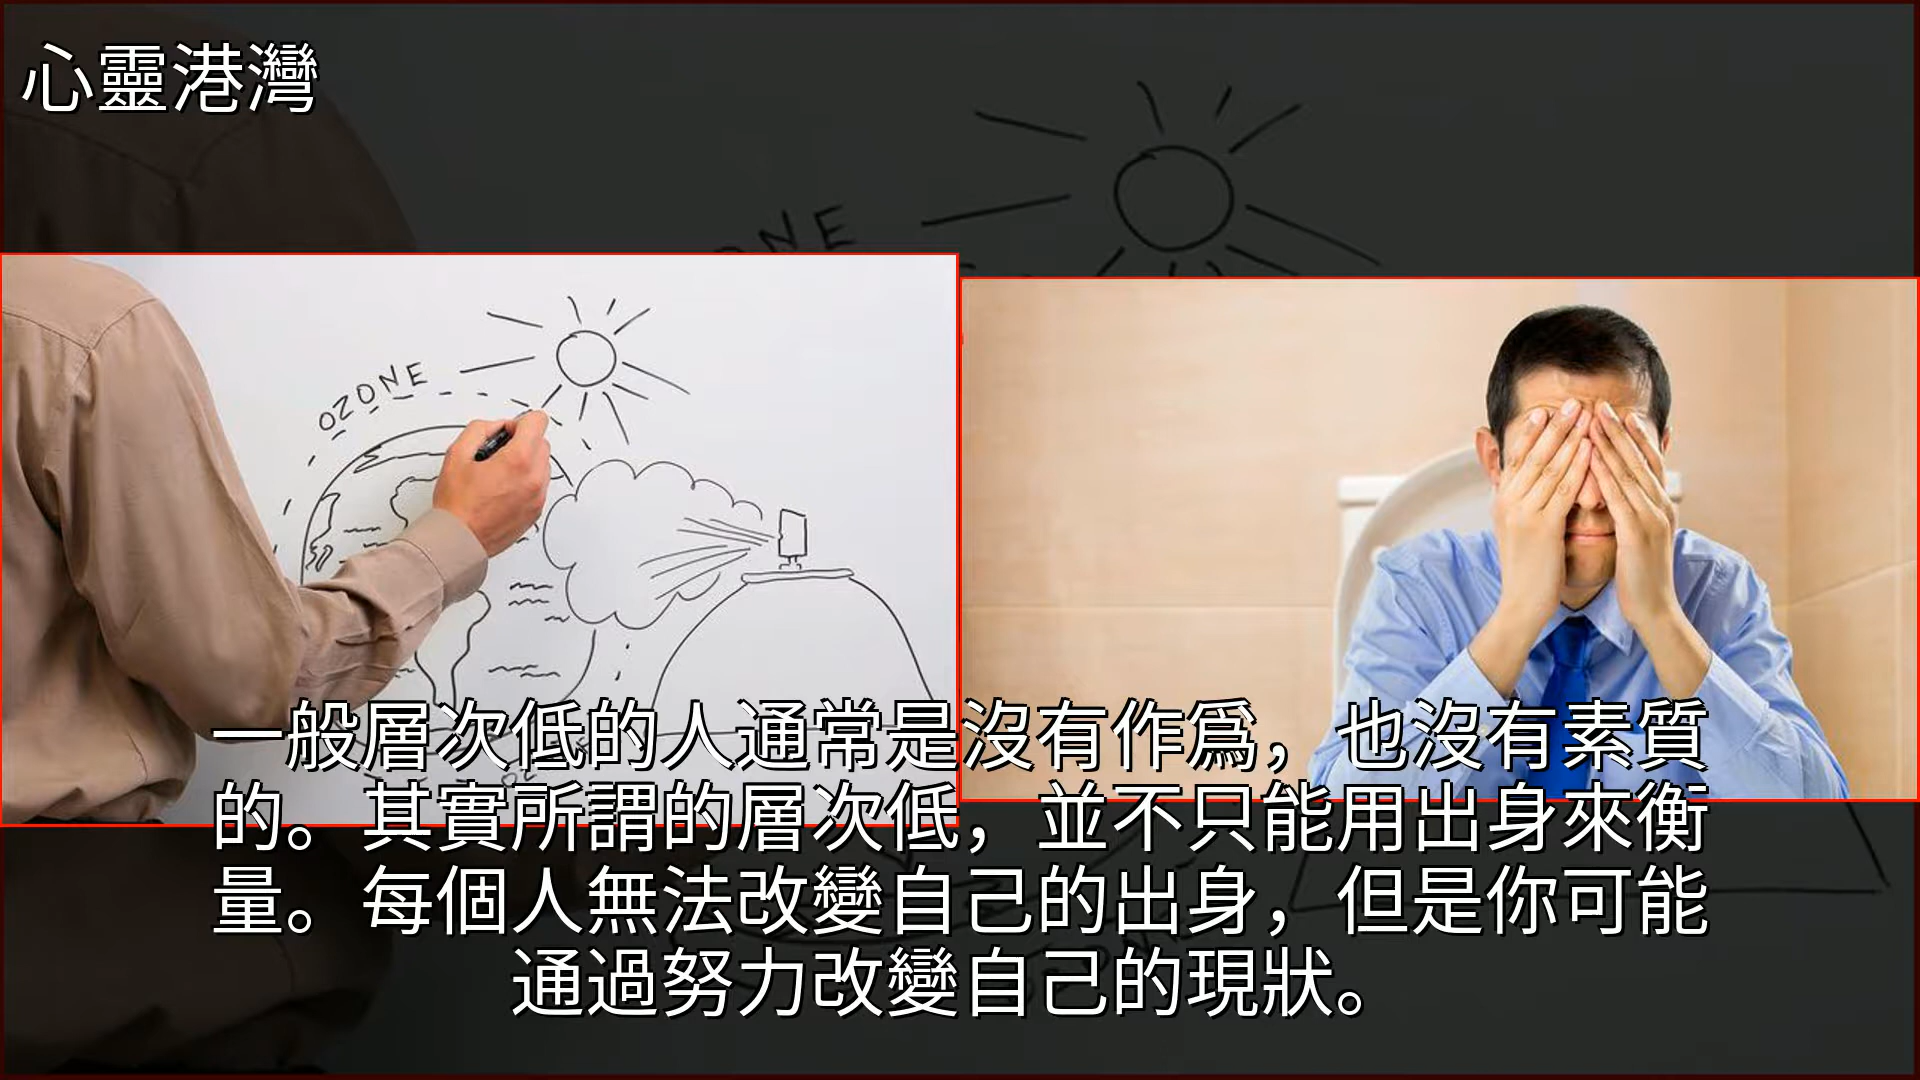 心靈港灣
ONE
OZONE
一般層次低的人通常是沒有作爲，也沒有素質
的。其實所謂的層次低，並不只能用出身來衡
量。每個人無法改變自己的出身，但是你可能
通過努力改變自己的現狀。